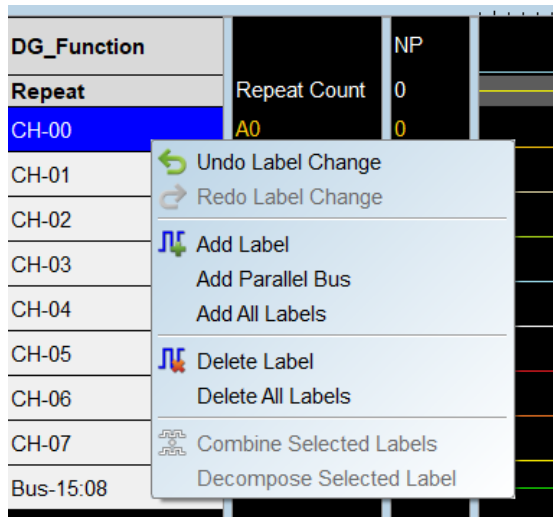 DG_Function NP
Repeat Repeat Count 0
CH-00 A0 0
Undo Label Change
CH-01
Redo Label Change
CH-02
Add Label
CH-03
Add Parallel Bus
CH-04
Add All Labels
CH-05
Delete Label
CH-06
Delete All Labels
CH-07
Combine Selected Labels
Bus-15:08
Decompose Selected Label